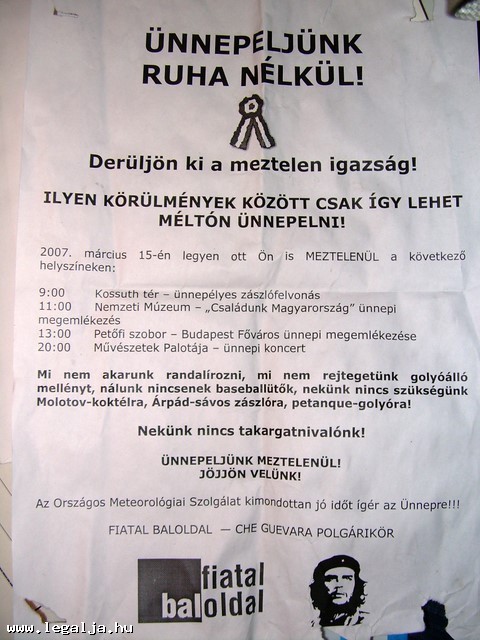 ÜNNEPELJÜNK
RUHA NÉLKÜL!
Derüljön ki a meztelen igazság!
ILYEN KÖRÜLMÉNYEK KÖZÖTT CSAK ÍGY LEHET
MÉLTÓN ÜNNEPELNI!
2007. március 15-én legyen ott Ön is MEZTELENÜL a következő
helyszíneken:
9:00 Kossuth tér – ünnepélyes zászlófelvonás
11:00 Nemzeti Múzeum – „Családunk Magyarország” ünnepi
megemlékezés
13:00 Petőfi szobor – Budapest Főváros ünnepi megemlékezése
20:00 Művészetek Palotája – ünnepi koncert
Mi nem akarunk randalírozni, mi nem rejtegetünk golyóálló
mellényt, nálunk nincsenek baseballütők, nekünk nincs szükségünk
Molotov-koktélra, Árpád-sávos zászlóra, petanque-golyóra!
Nekünk nincs takargatnivalónk!
ÜNNEPELJÜNK MEZTELENÜL!
JÖJJÖN VELÜNK!
Az Országos Meteorológiai Szolgálat kimondottan jó időt ígér az Ünnepre!!!
FIATAL BALOLDAL — CHE GUEVARA POLGÁRIKÖR
fiatal
baloldal
www.legalja.hu